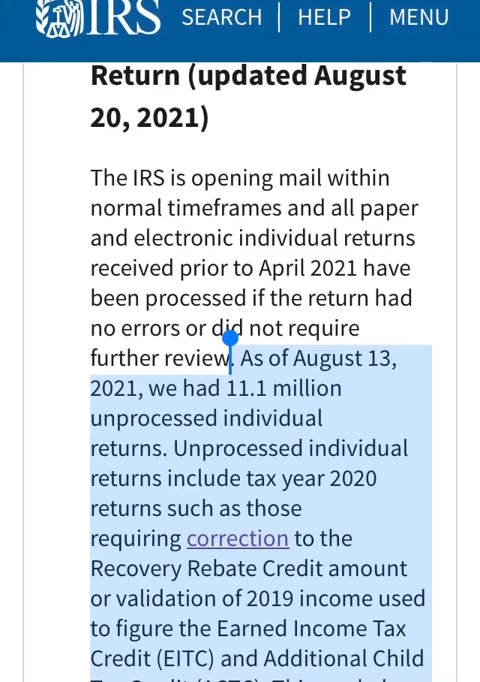 IRS SEARCH | HELP | MENU
Return (updated August
20, 2021)
The IRS is opening mail within
normal timeframes and all paper
and electronic individual returns
received prior to April 2021 have
been processed if the return had
no errors or did not require
further review. As of August 13,
2021, we had 11.1 million
unprocessed individual
returns. Unprocessed individual
returns include tax year 2020
returns such as those
requiring correction to the
Recovery Rebate Credit amount
or validation of 2019 income used
to figure the Earned Income Tax
Credit (EITC) and Additional Child